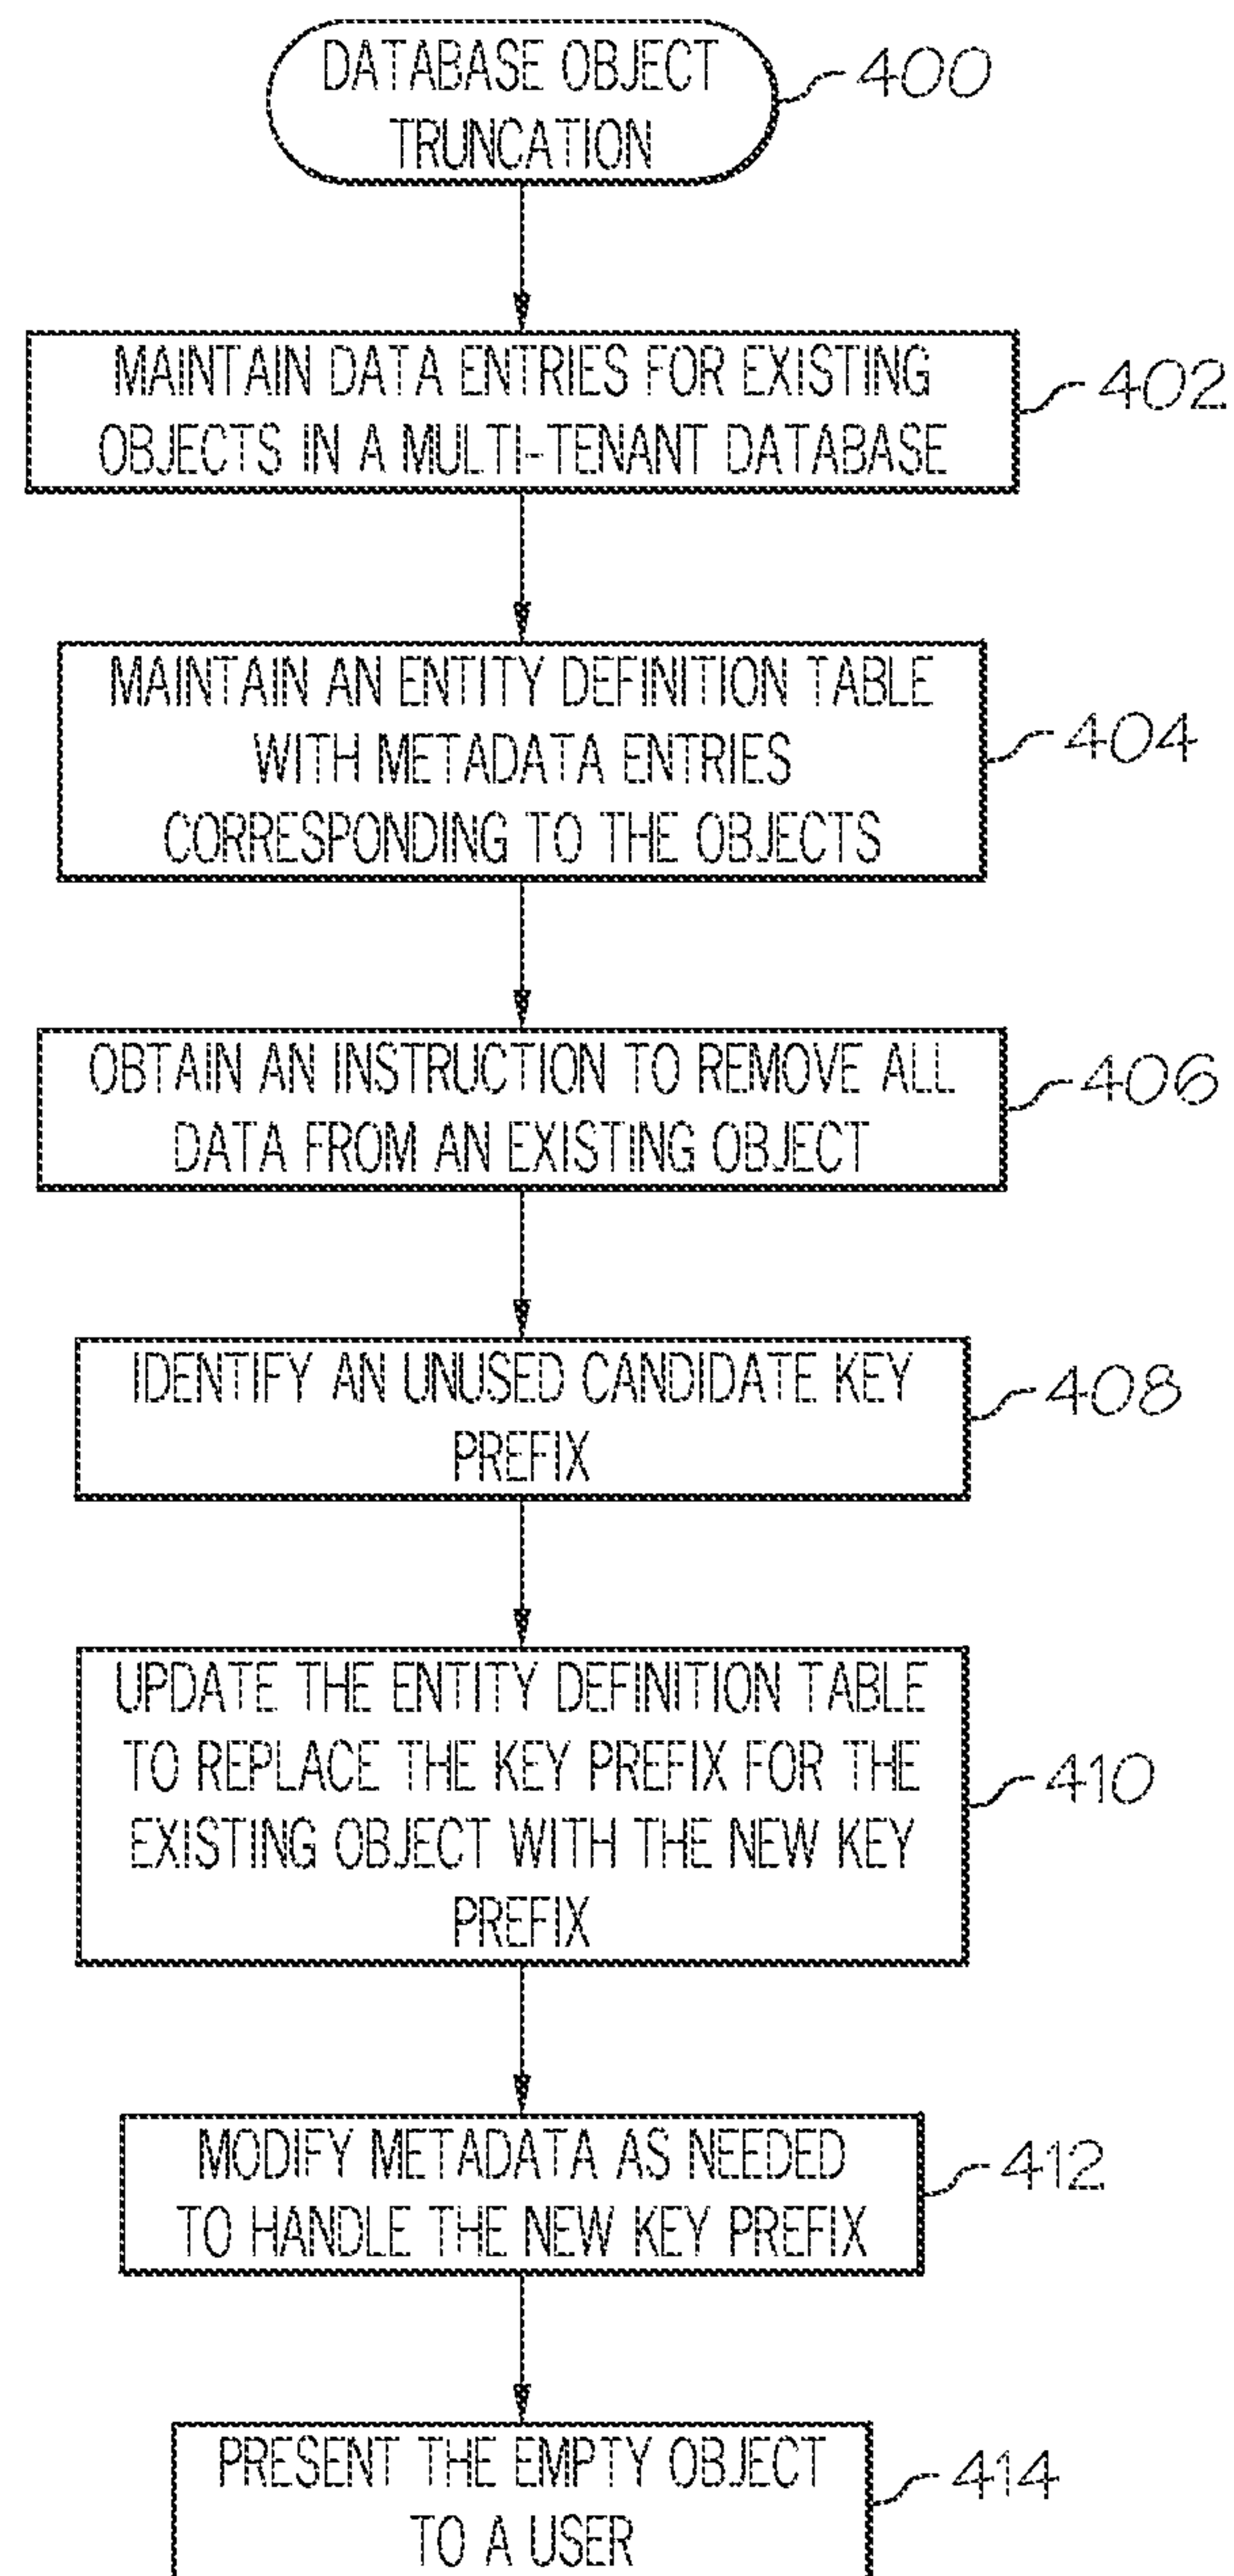 DATABASE OBJECT
TRUNCATION
400
MAINTAIN DATA ENTRIES FOR EXISTING
OBJECTS IN A MULTI-TENANT DATABASE
402
MAINTAIN AN ENTITY DEFINITION TABLE
WITH METADATA ENTRIES
CORRESPONDING TO THE OBJECTS
404
OBTAIN AN INSTRUCTION TO REMOVE ALL
DATA FROM AN EXISTING OBJECT
406
IDENTIFY AN UNUSED CANDIDATE KEY
PREFIX
408
UPDATE THE ENTITY DEFINITION TABLE
TO REPLACE THE KEY PREFIX FOR THE
EXISTING OBJECT WITH THE NEW KEY
PREFIX
410
MODIFY METADATA AS NEEDED
TO HANDLE THE NEW KEY PREFIX
412
PRESENT THE EMPTY OBJECT
TO A USER
414